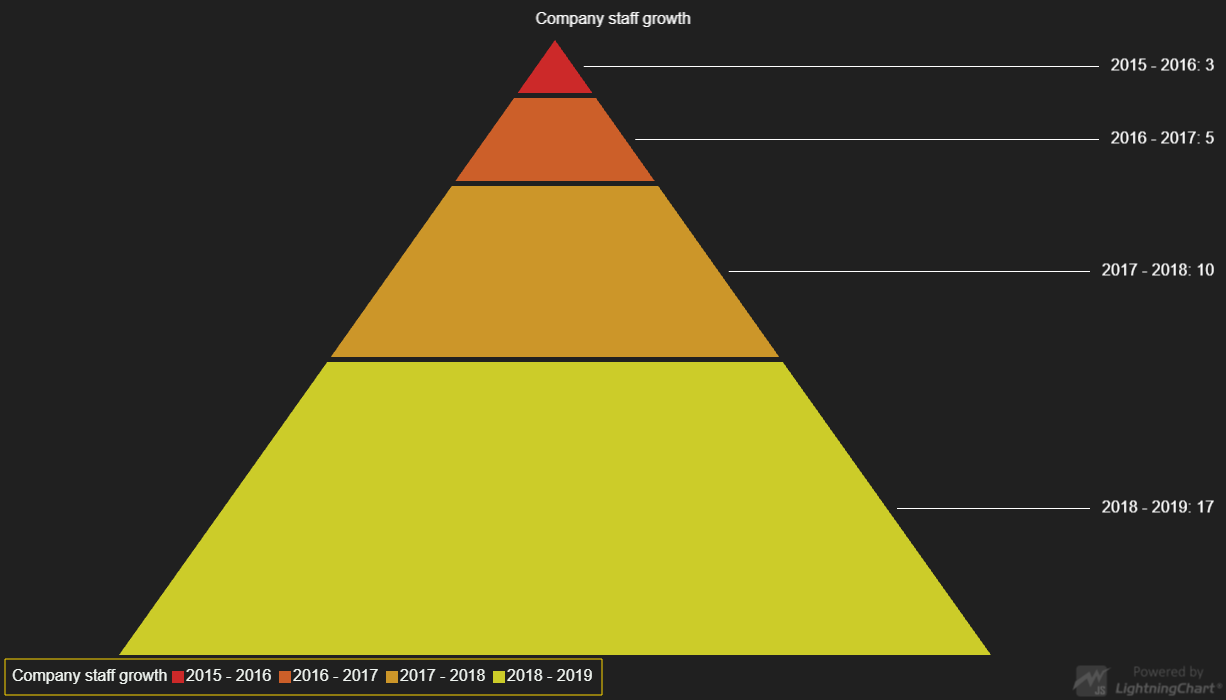 Company staff growth
2015 - 2016: 3
2016 - 2017: 5
2017 - 2018: 10
2018 - 2019: 17
Company staff growth 2015 - 2016 2016 - 2017 2017 - 2018 2018 - 2019
JS
Powered by
LightningChart®